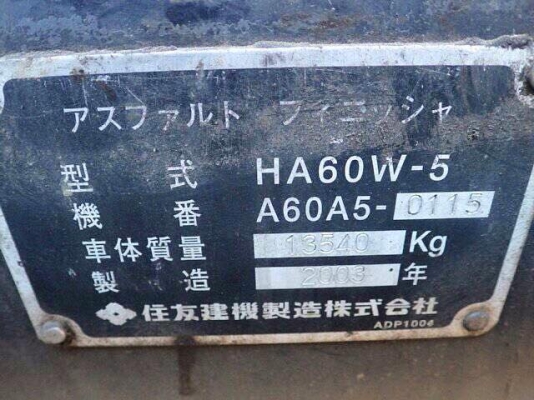 アスファルト フィニッシャ
型式 HA60W-5
機番 A60A5-0115
車体質量 13540 Kg
製造 2003 年
住友建機製造株式会社
ADP1006